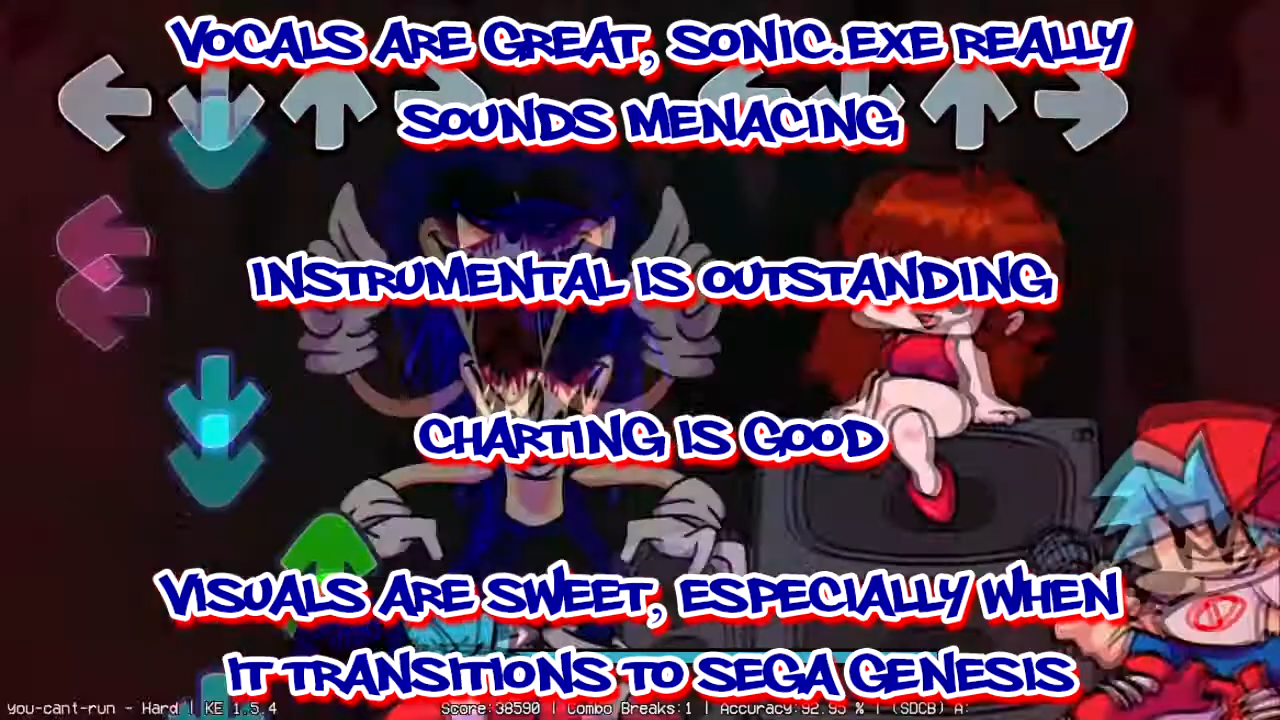 VOCALS ARE GREAT, SONIC.EXE REALLY
SOUNDS MENACING
INSTRUMENTAL IS OUTSTANDING
CHARTING IS GOOD
VISUALS ARE SWEET, ESPECIALLY WHEN
IT TRANSITIONS TO SEGA GENESIS
you-cant-run - Hard | KE 1.5.4
Score:38590 | Combo Breaks:1 | Accuracy:92.95 % | (SDCB) A: